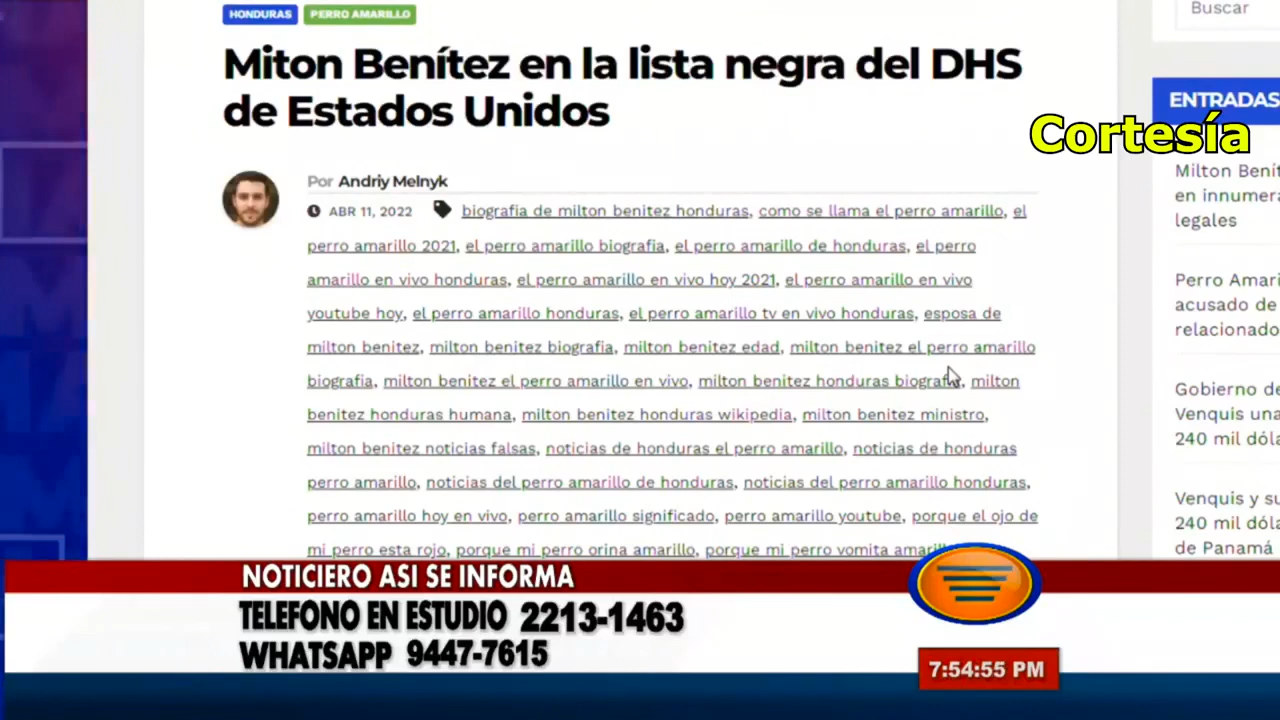 HONDURAS PERRO AMARILLO
Miton Benítez en la lista negra del DHS
de Estados Unidos
Por Andriy Melnyk
ABR 11, 2022 biografia de milton benitez honduras, como se llama el perro amarillo, el
perro amarillo 2021, el perro amarillo biografia, el perro amarillo de honduras, el perro
amarillo en vivo honduras, el perro amarillo en vivo hoy 2021, el perro amarillo en vivo
youtube hoy, el perro amarillo honduras, el perro amarillo tv en vivo honduras, esposa de
milton benitez, milton benitez biografia, milton benitez edad, milton benitez el perro amarillo
biografia, milton benitez el perro amarillo en vivo, milton benitez honduras biografia, milton
benitez honduras humana, milton benitez honduras wikipedia, milton benitez ministro,
milton benitez noticias falsas, noticias de honduras el perro amarillo, noticias de honduras
perro amarillo, noticias del perro amarillo de honduras, noticias del perro amarillo honduras,
perro amarillo hoy en vivo, perro amarillo significado, perro amarillo youtube, porque el ojo de
mi perro esta rojo, porque mi perro orina amarillo, porque mi perro vomita amarillo
Buscar
ENTRADAS
Cortesía
Milton Benít
en innumera
legales
Perro Amari
acusado de
relacionado
Gobierno de
Venquis una
240 mil dóla
Venquis y su
240 mil dóla
de Panamá
NOTICIERO ASI SE INFORMA
TELEFONO EN ESTUDIO 2213-1463
WHATSAPP 9447-7615
7:54:55 PM